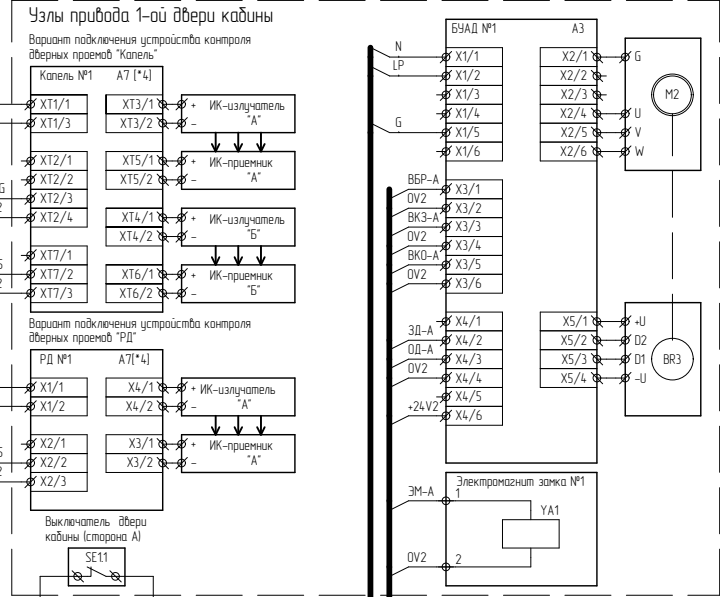 Узлы привода 1-ой двери кабины
Вариант подключения устройства контроля
дверных проемов "Капель"
Капель №1 А7 [*4]
XT1/1 XT3/1 + ИК-излучатель
XT1/3 XT3/2 - "А"
XT2/1 XT5/1 + ИК-приемник
XT2/2 XT5/2 - "А"
XT2/3
XT2/4 XT4/1 + ИК-излучатель
XT4/2 - "Б"
XT7/1
XT7/2 XT6/1 + ИК-приемник
XT7/3 XT6/2 - "Б"
Вариант подключения устройства контроля
дверных проемов "РД"
РД №1 А7[*4]
X1/1 X4/1 + ИК-излучатель
X1/2 X4/2 - "А"
X2/1 X3/1 + ИК-приемник
X2/2 X3/2 - "А"
X2/3
Выключатель двери
кабины (сторона А)
SE1.1
БУАД №1 А3
N X1/1 X2/1 G
LP X1/2 X2/2
X1/3 X2/3
X1/4 X2/4 U
G X1/5 X2/5 V
X1/6 X2/6 W
M2
ВБР-А X3/1
0V2 X3/2
ВКЗ-А X3/3
0V2 X3/4
ВКО-А X3/5
0V2 X3/6
X4/1 X5/1 +U
ЗД-А X4/2 X5/2 D2
ОД-А X4/3 X5/3 D1
0V2 X4/4 X5/4 -U
X4/5
+24V2 X4/6
BR3
Электромагнит замка №1
ЭМ-А 1
YA1
0V2 2